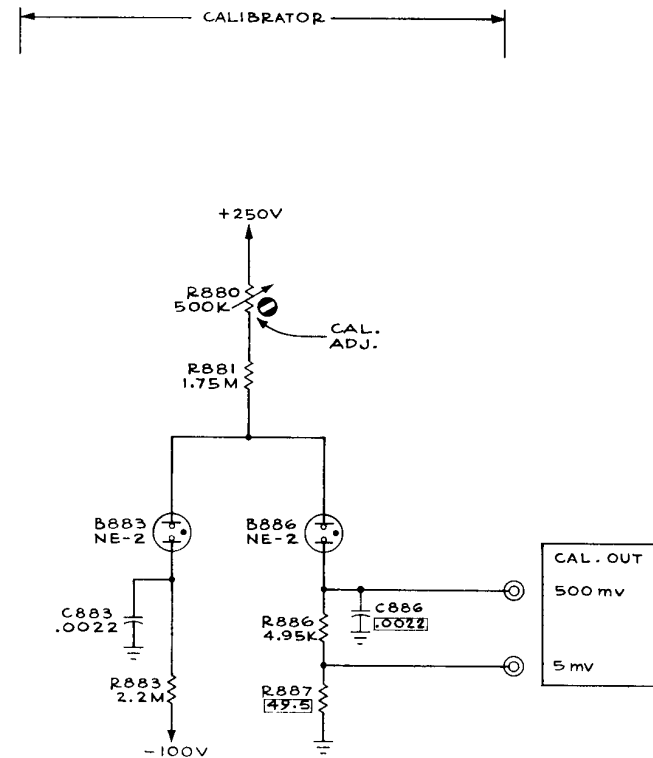 CALIBRATOR
+250V
R880
500K
CAL.
ADJ.
R881
1.75M
B883
NE-2
B886
NE-2
CAL. OUT
500 mv
C883
.0022
C886
.0022
R886
4.95K
5 mv
R883
2.2M
R887
49.5
-100V